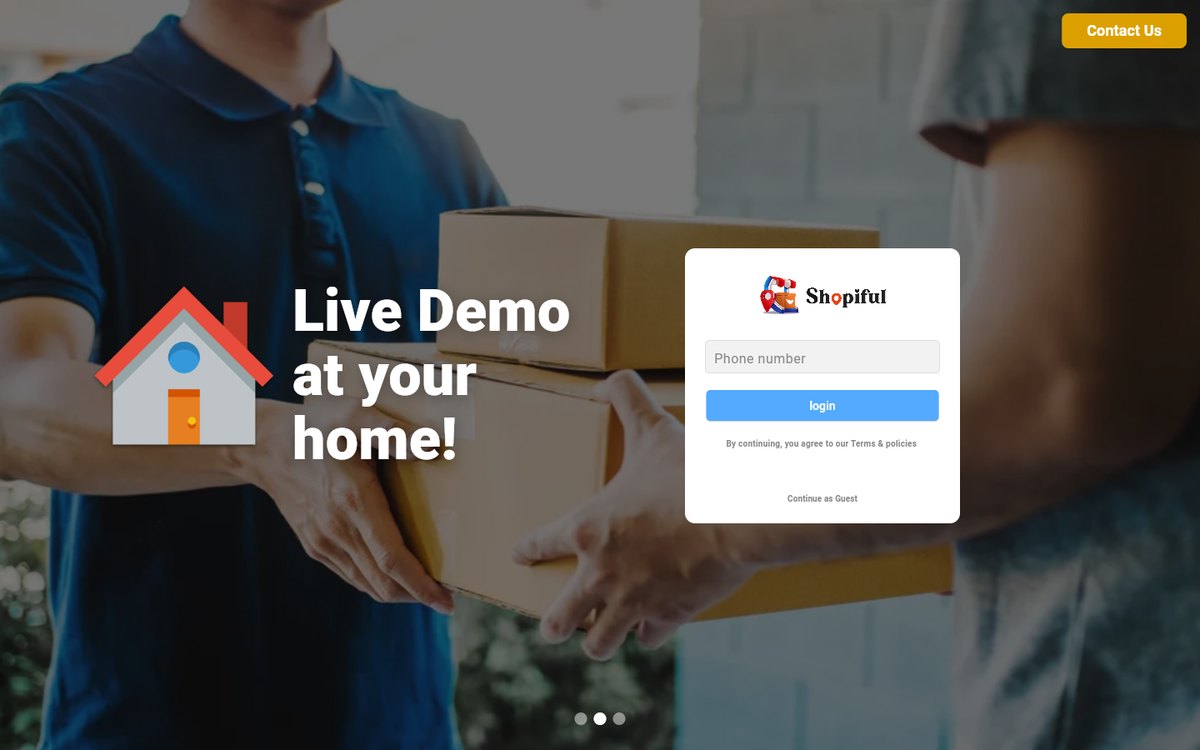 Contact Us
Live Demo
at your
home!
Shopiful
Phone number
login
By continuing, you agree to our Terms & policies
Continue as Guest